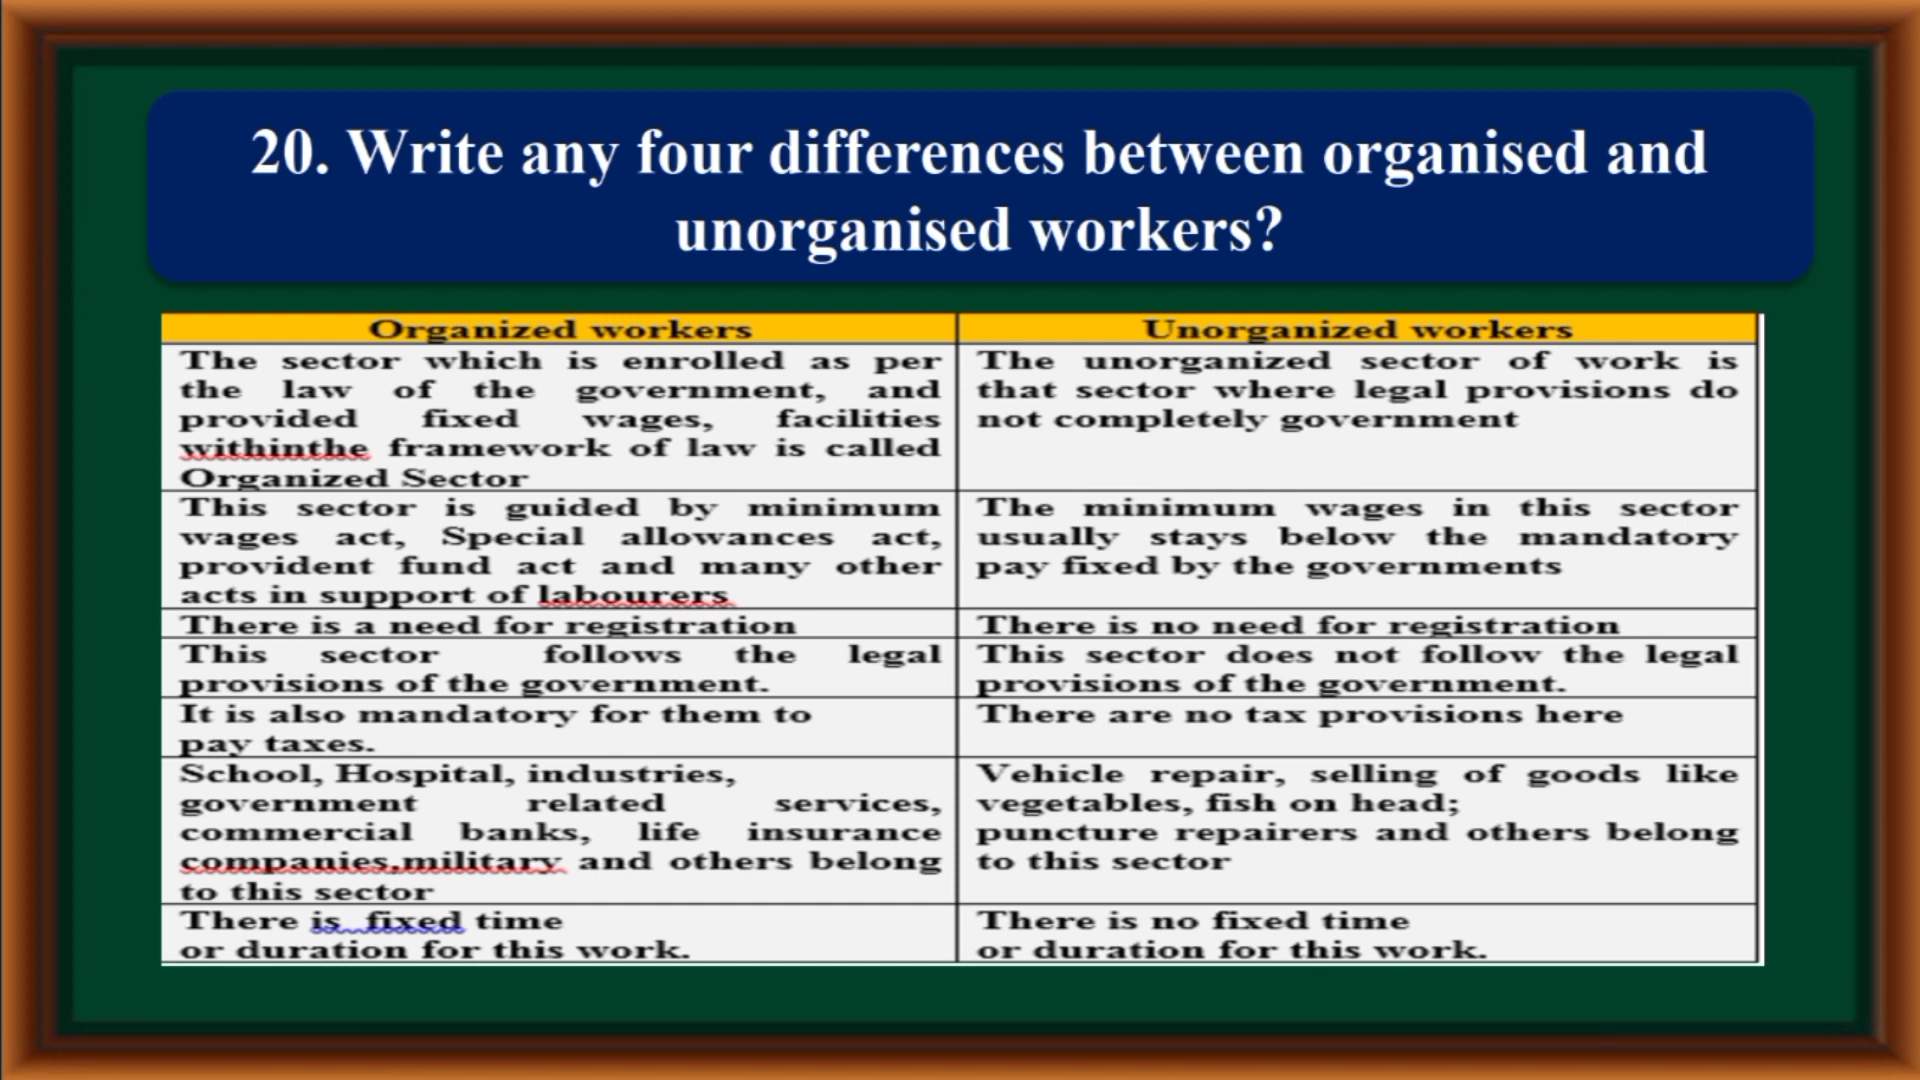 20. Write any four differences between organised and
unorganised workers?
Organized workers
Unorganized workers
The sector which is enrolled as per
the law of the government, and
provided fixed wages, facilities
withinthe framework of law is called
Organized Sector
The unorganized sector of work is
that sector where legal provisions do
not completely government
This sector is guided by minimum
wages act, Special allowances act,
provident fund act and many other
acts in support of labourers
The minimum wages in this sector
usually stays below the mandatory
pay fixed by the governments
There is a need for registration
There is no need for registration
This sector follows the legal
provisions of the government.
This sector does not follow the legal
provisions of the government.
It is also mandatory for them to
pay taxes.
There are no tax provisions here
School, Hospital, industries,
government related services,
commercial banks, life insurance
companies,military and others belong
to this sector
Vehicle repair, selling of goods like
vegetables, fish on head;
puncture repairers and others belong
to this sector
There is fixed time
or duration for this work.
There is no fixed time
or duration for this work.